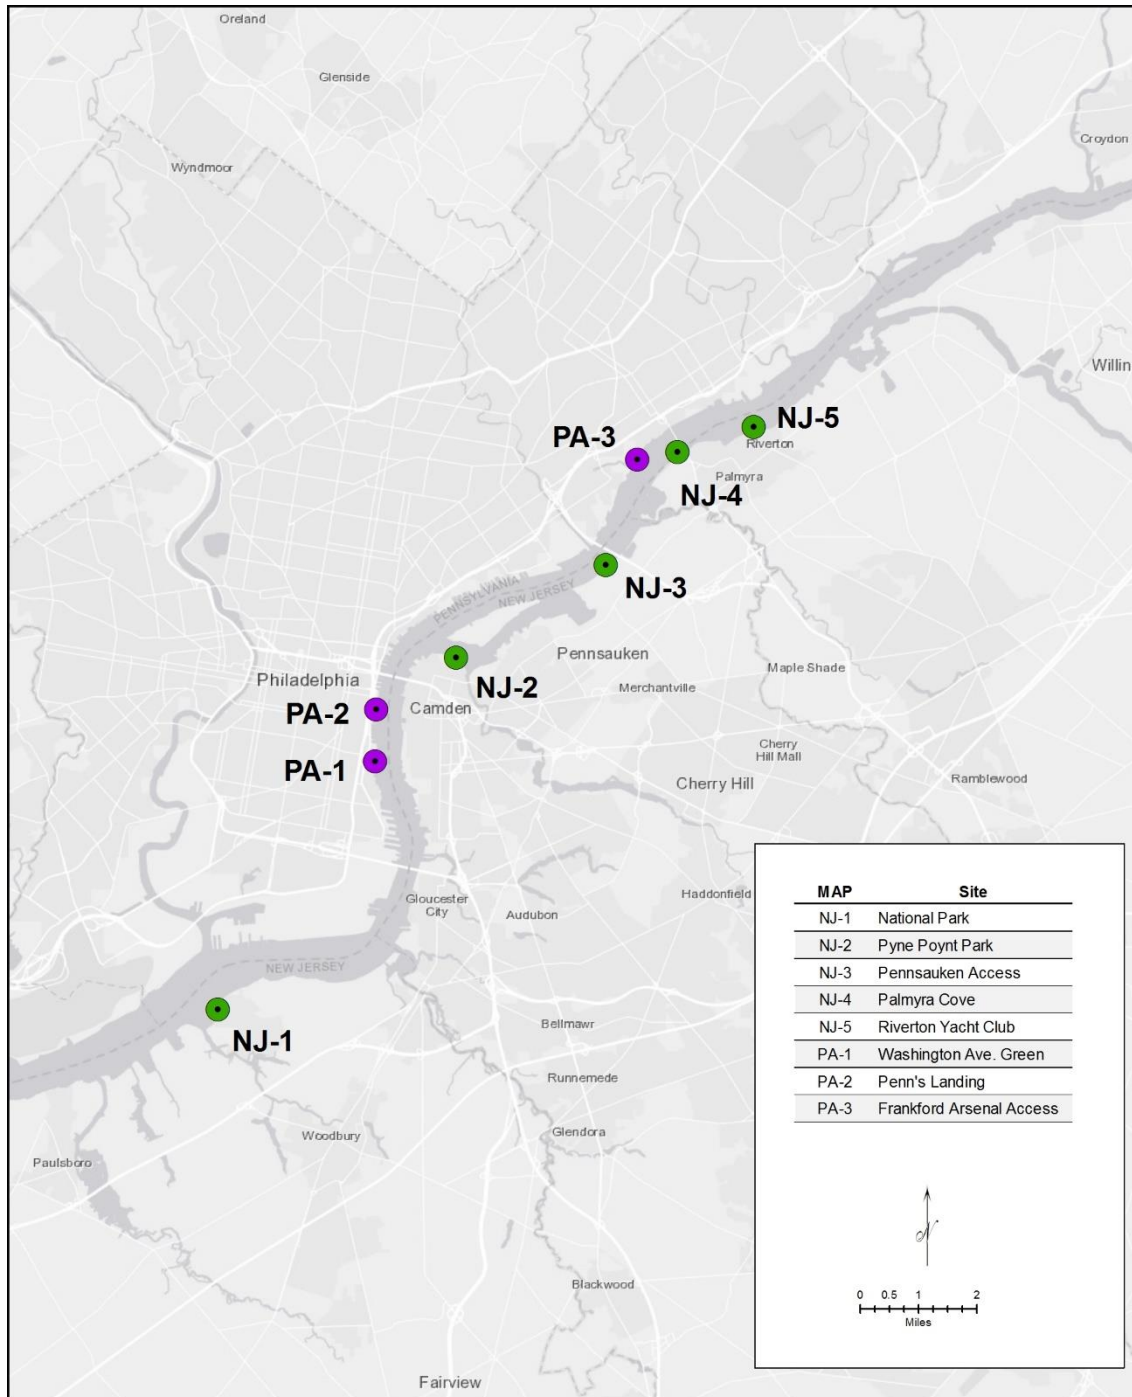 Oreland
Glenside
Croydon
Wyndmoor
Willin
NJ-5
PA-3
Riverton
Palmyra
NJ-4
PENNSYLVANIA
NEW JERSEY
NJ-3
Pennsauken
Maple Shade
Philadelphia
NJ-2
Merchantville
PA-2
Camden
Cherry
Hill Mall
PA-1
Cherry Hill
Ramblewood
Gloucester
City
Haddonfield
Audubon
NEW JERSEY
NJ-1
Bellmawr
Runnemede
Woodbury
Glendora
Paulsboro
Blackwood
Fairview
MAP Site
NJ-1 National Park
NJ-2 Pyne Poynt Park
NJ-3 Pennsauken Access
NJ-4 Palmyra Cove
NJ-5 Riverton Yacht Club
PA-1 Washington Ave. Green
PA-2 Penn's Landing
PA-3 Frankford Arsenal Access
N
0 0.5 1 2
Miles